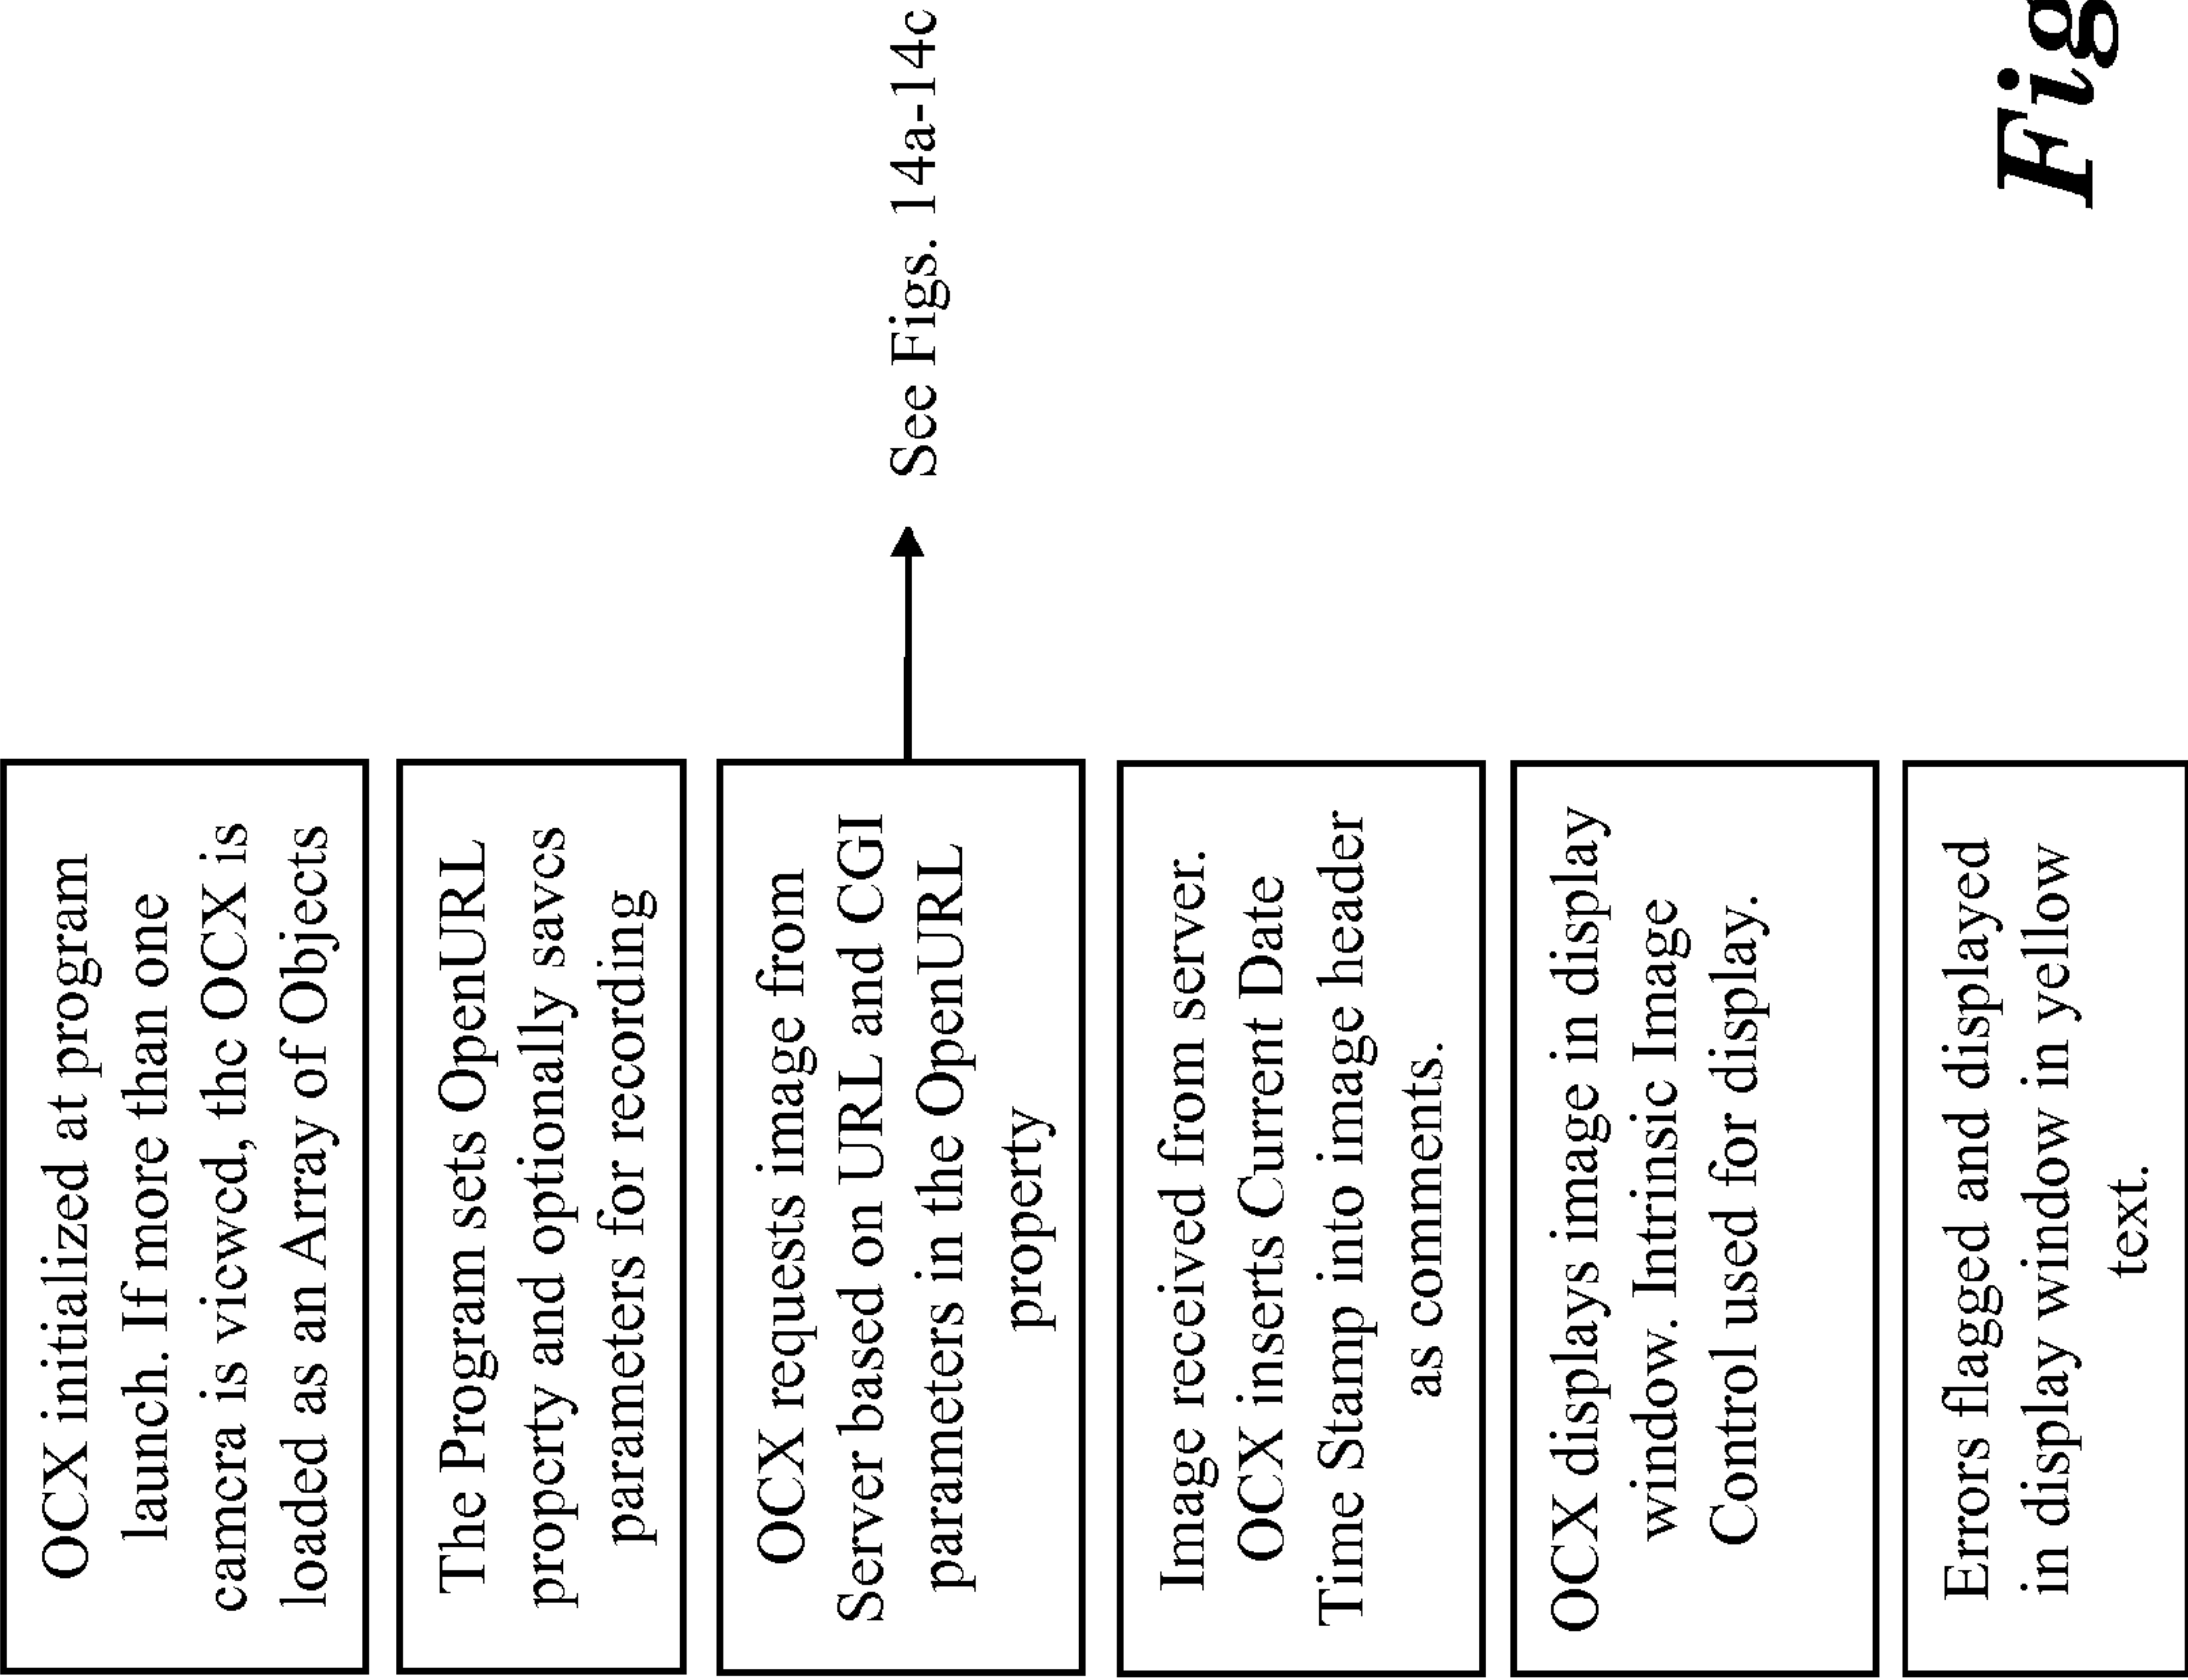 OCX initialized at program
launch. If more than one
camera is viewed, the OCX is
loaded as an Array of Objects
The Program sets OpenURL
property and optionally saves
parameters for recording
OCX requests image from
Server based on URL and CGI
parameters in the OpenURL
property
See Figs. 14a-14c
Image received from server.
OCX inserts Current Date
Time Stamp into image header
as comments.
OCX displays image in display
window. Intrinsic Image
Control used for display.
Errors flagged and displayed
in display window in yellow
text.
Fig